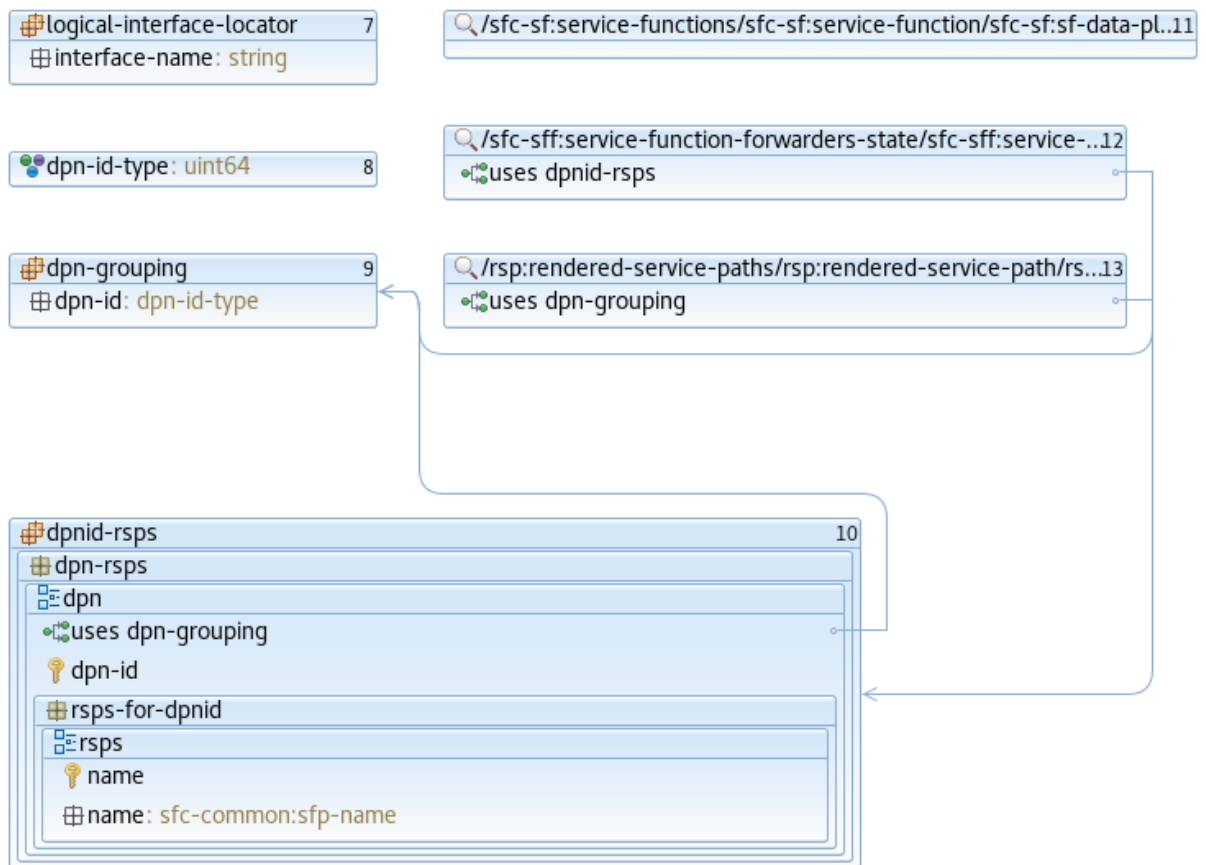 logical-interface-locator 7
interface-name: string
/sfc-sf:service-functions/sfc-sf:service-function/sfc-sf:sf-data-pl...11
dpn-id-type: uint64 8
/sfc-sff:service-function-forwarders-state/sfc-sff:service-...12
uses dpnid-rsps
dpn-grouping 9
dpn-id: dpn-id-type
/rsp:rendered-service-paths/rsp:rendered-service-path/rs...13
uses dpn-grouping
dpnid-rsps 10
dpn-rsps
dpn
uses dpn-grouping
dpn-id
rsps-for-dpnid
rsps
name
name: sfc-common:sfp-name